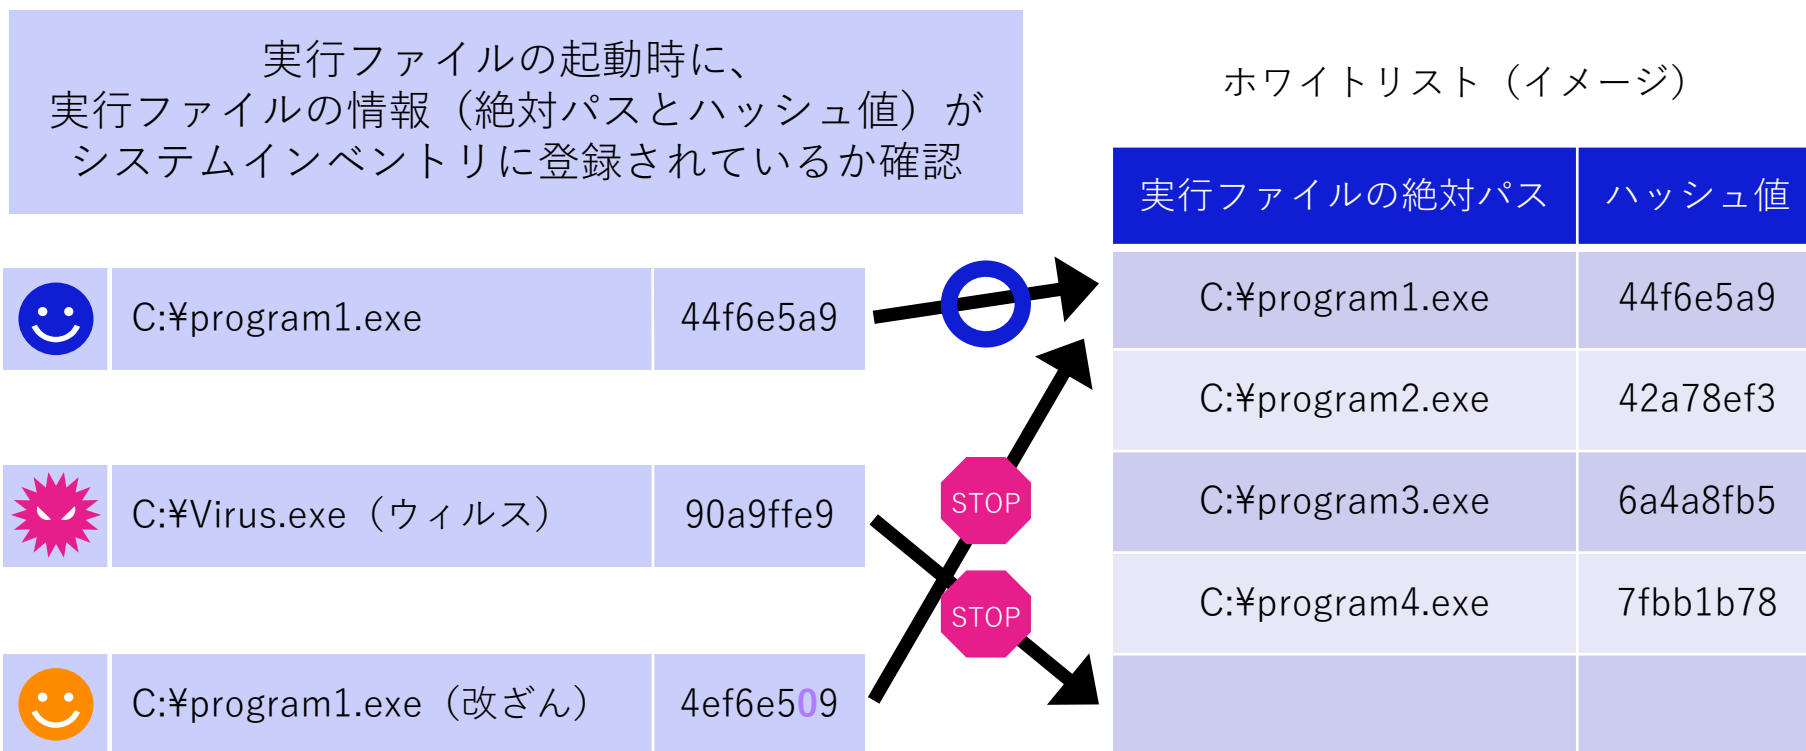 実行ファイルの起動時に、
実行ファイルの情報（絶対パスとハッシュ値）が
システムインベントリに登録されているか確認
ホワイトリスト（イメージ）
実行ファイルの絶対パス ハッシュ値
C:¥program1.exe 44f6e5a9
C:¥program2.exe 42a78ef3
C:¥program3.exe 6a4a8fb5
C:¥program4.exe 7fbb1b78
C:¥program1.exe 44f6e5a9
C:¥Virus.exe（ウィルス） 90a9ffe9
C:¥program1.exe（改ざん） 4ef6e509
STOP
STOP